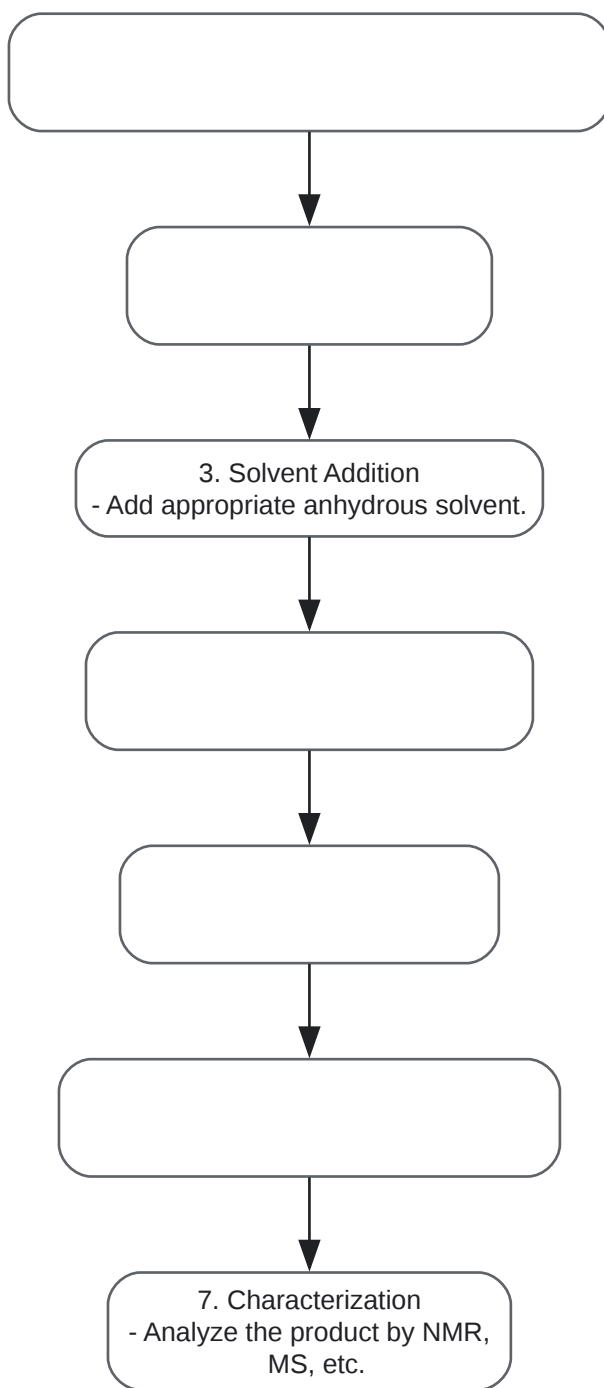 3. Solvent Addition
- Add appropriate anhydrous solvent.
7. Characterization
- Analyze the product by NMR,
MS, etc.